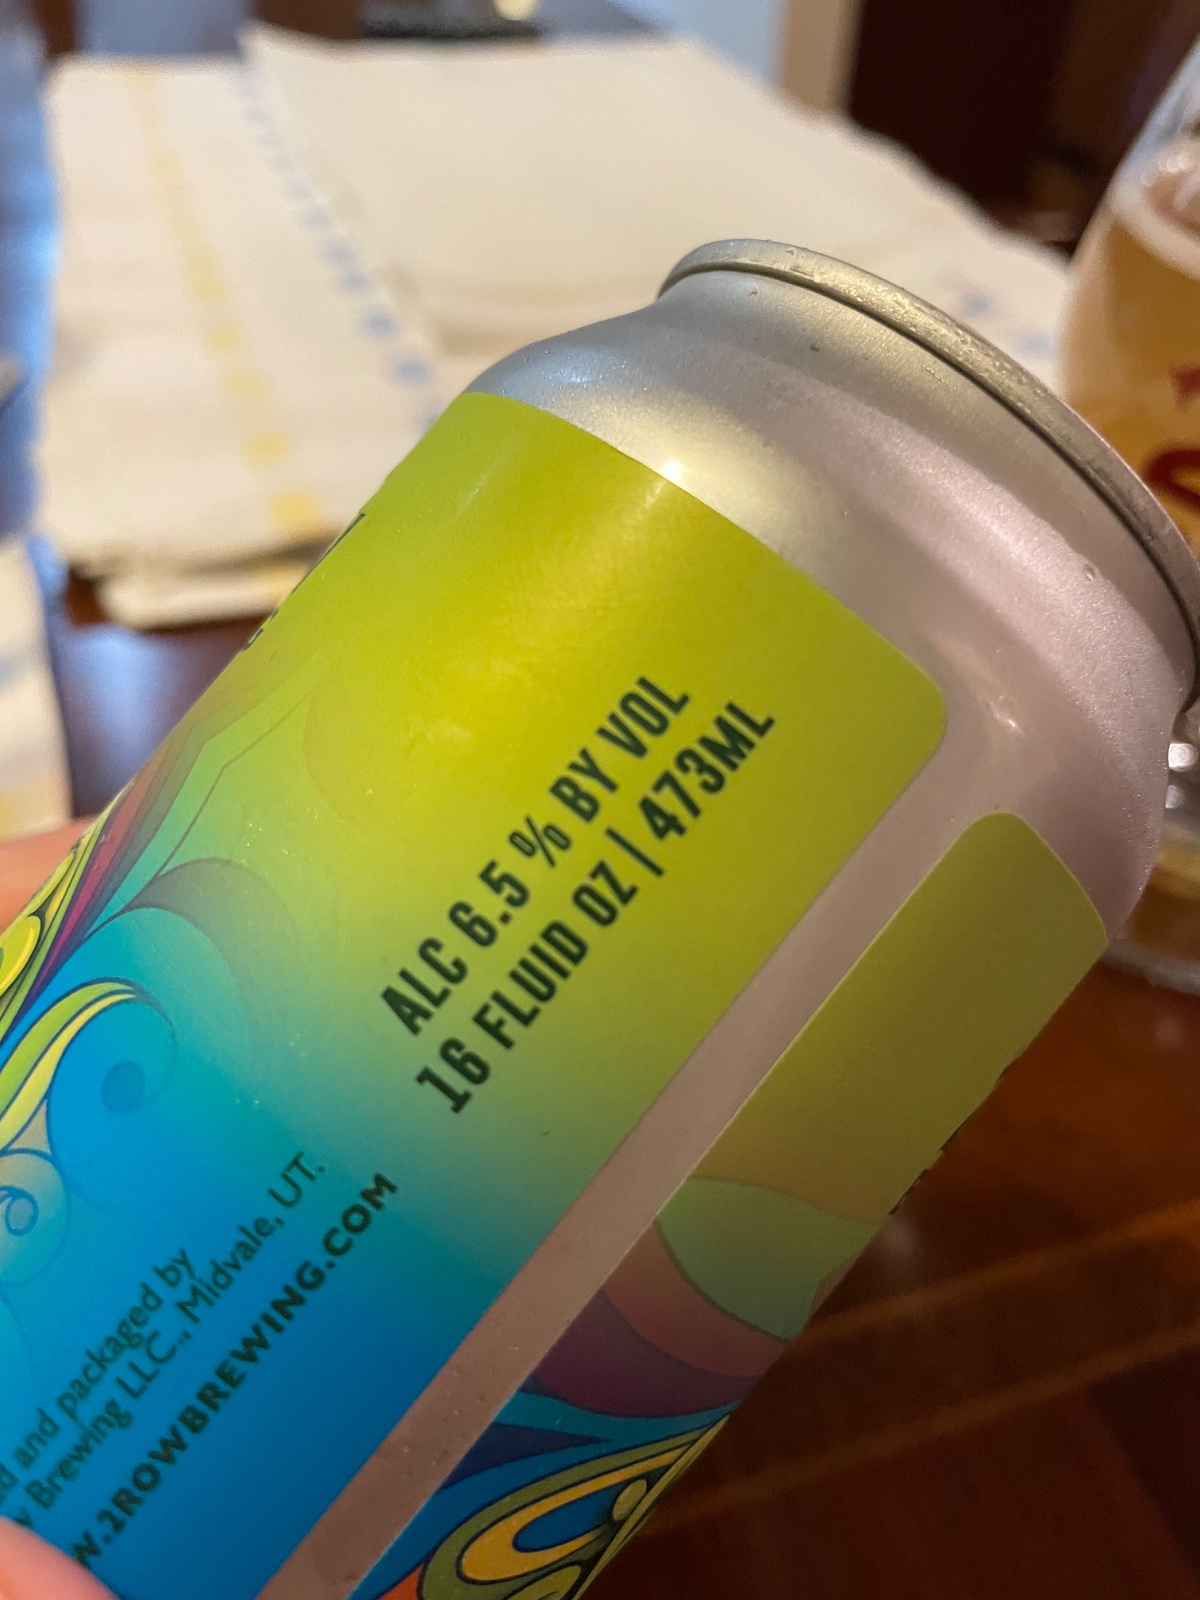 ALC 6.5 % BY VOL
16 FLUID OZ | 473ML
and packaged by
Brewing LLC., Midvale, UT.
.2ROWBREWING.COM